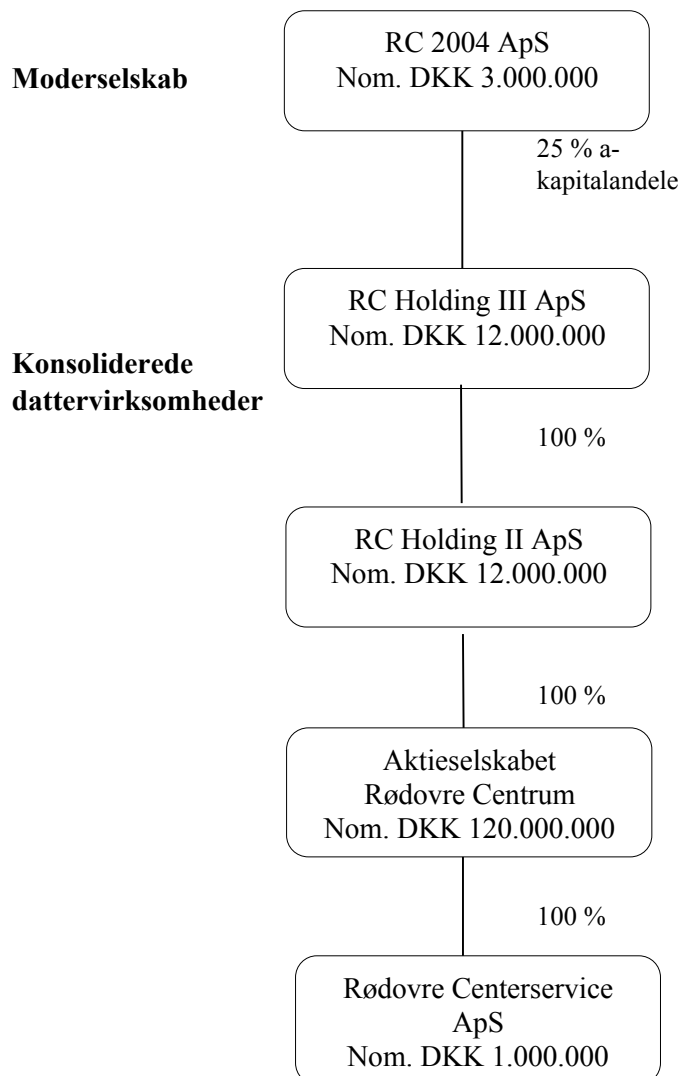 RC 2004 ApS
Nom. DKK 3.000.000
Moderselskab
25 % a-
kapitalandele
RC Holding III ApS
Nom. DKK 12.000.000
Konsoliderede
dattervirksomheder
100 %
RC Holding II ApS
Nom. DKK 12.000.000
100 %
Aktieselskabet
Rødovre Centrum
Nom. DKK 120.000.000
100 %
Rødovre Centerservice
ApS
Nom. DKK 1.000.000